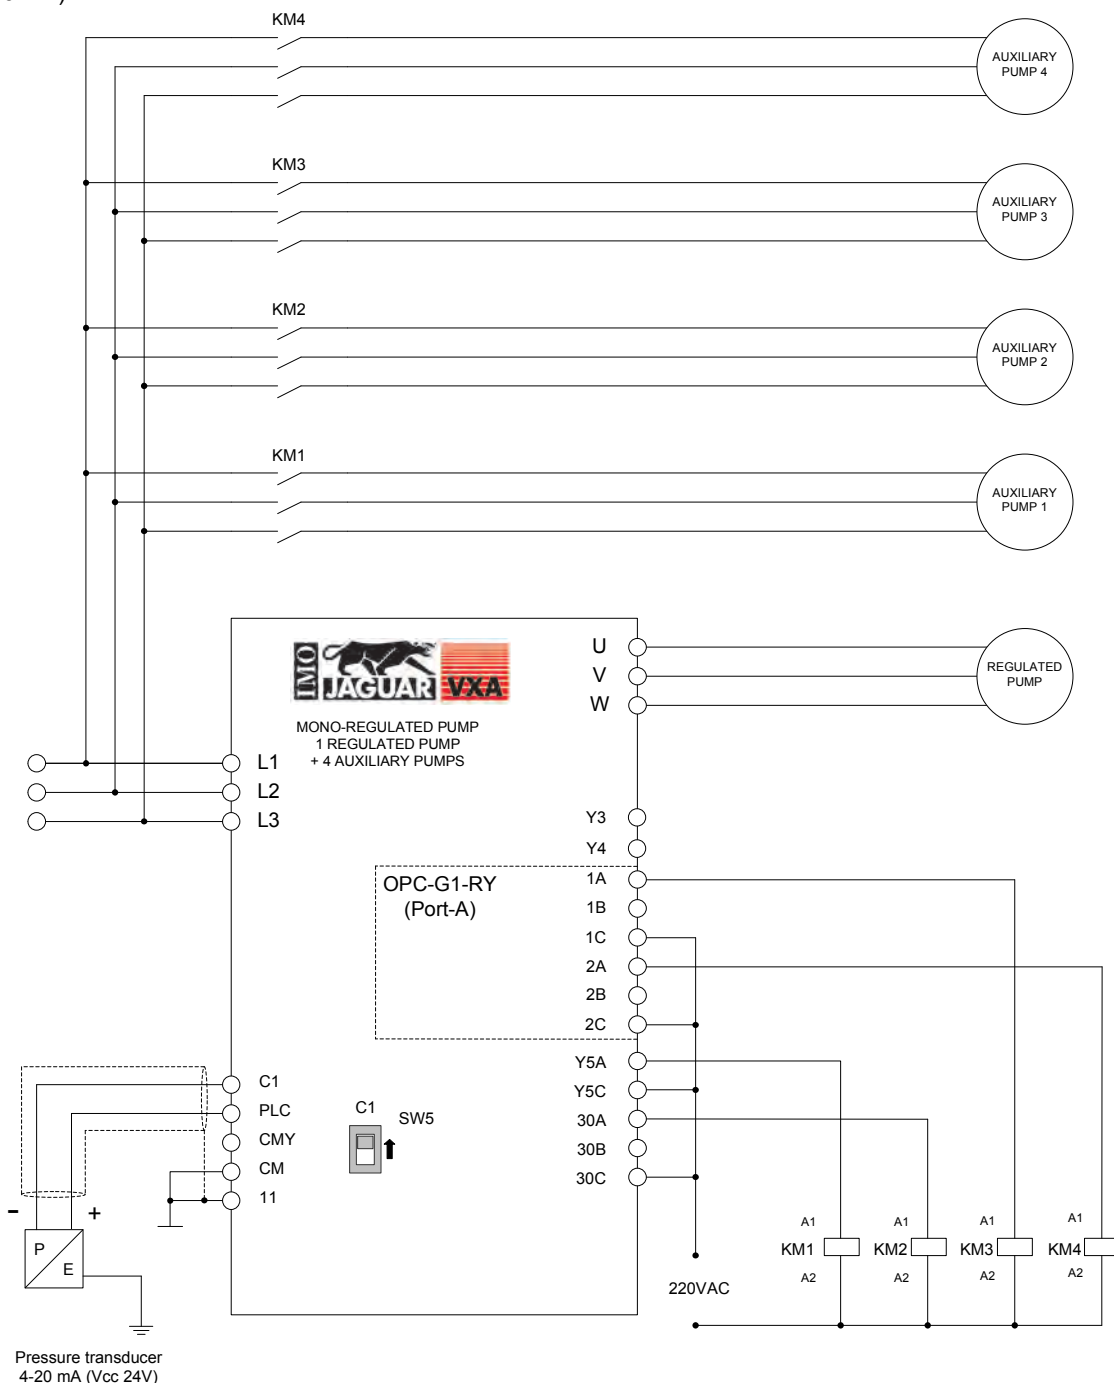 KM4
AUXILIARY
PUMP 4
KM3
AUXILIARY
PUMP 3
KM2
AUXILIARY
PUMP 2
KM1
AUXILIARY
PUMP 1
IMO
JAGUAR VXA
MONO-REGULATED PUMP
1 REGULATED PUMP
+ 4 AUXILIARY PUMPS
U
V
W
REGULATED
PUMP
L1
L2
L3
Y3
Y4
OPC-G1-RY
(Port-A)
1A
1B
1C
2A
2B
2C
Y5A
Y5C
30A
30B
30C
C1
PLC
CMY
CM
11
C1
SW5
- +
P
E
Pressure transducer
4-20 mA (Vcc 24V)
220VAC
A1 A1 A1 A1
KM1 KM2 KM3 KM4
A2 A2 A2 A2